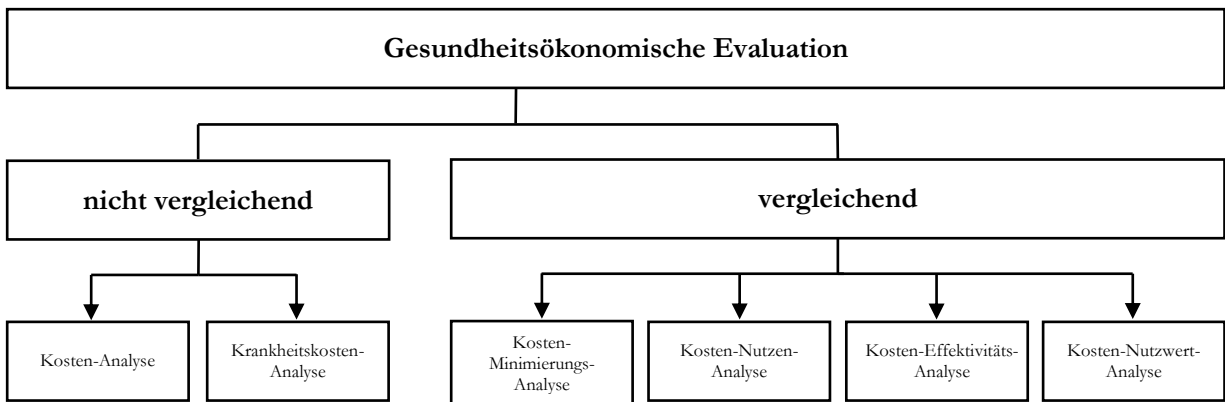 Gesundheitsökonomische Evaluation
nicht vergleichend
vergleichend
Kosten-Analyse
Krankheitskosten-
Analyse
Kosten-
Minimierungs-
Analyse
Kosten-Nutzen-
Analyse
Kosten-Effektivitäts-
Analyse
Kosten-Nutzwert-
Analyse